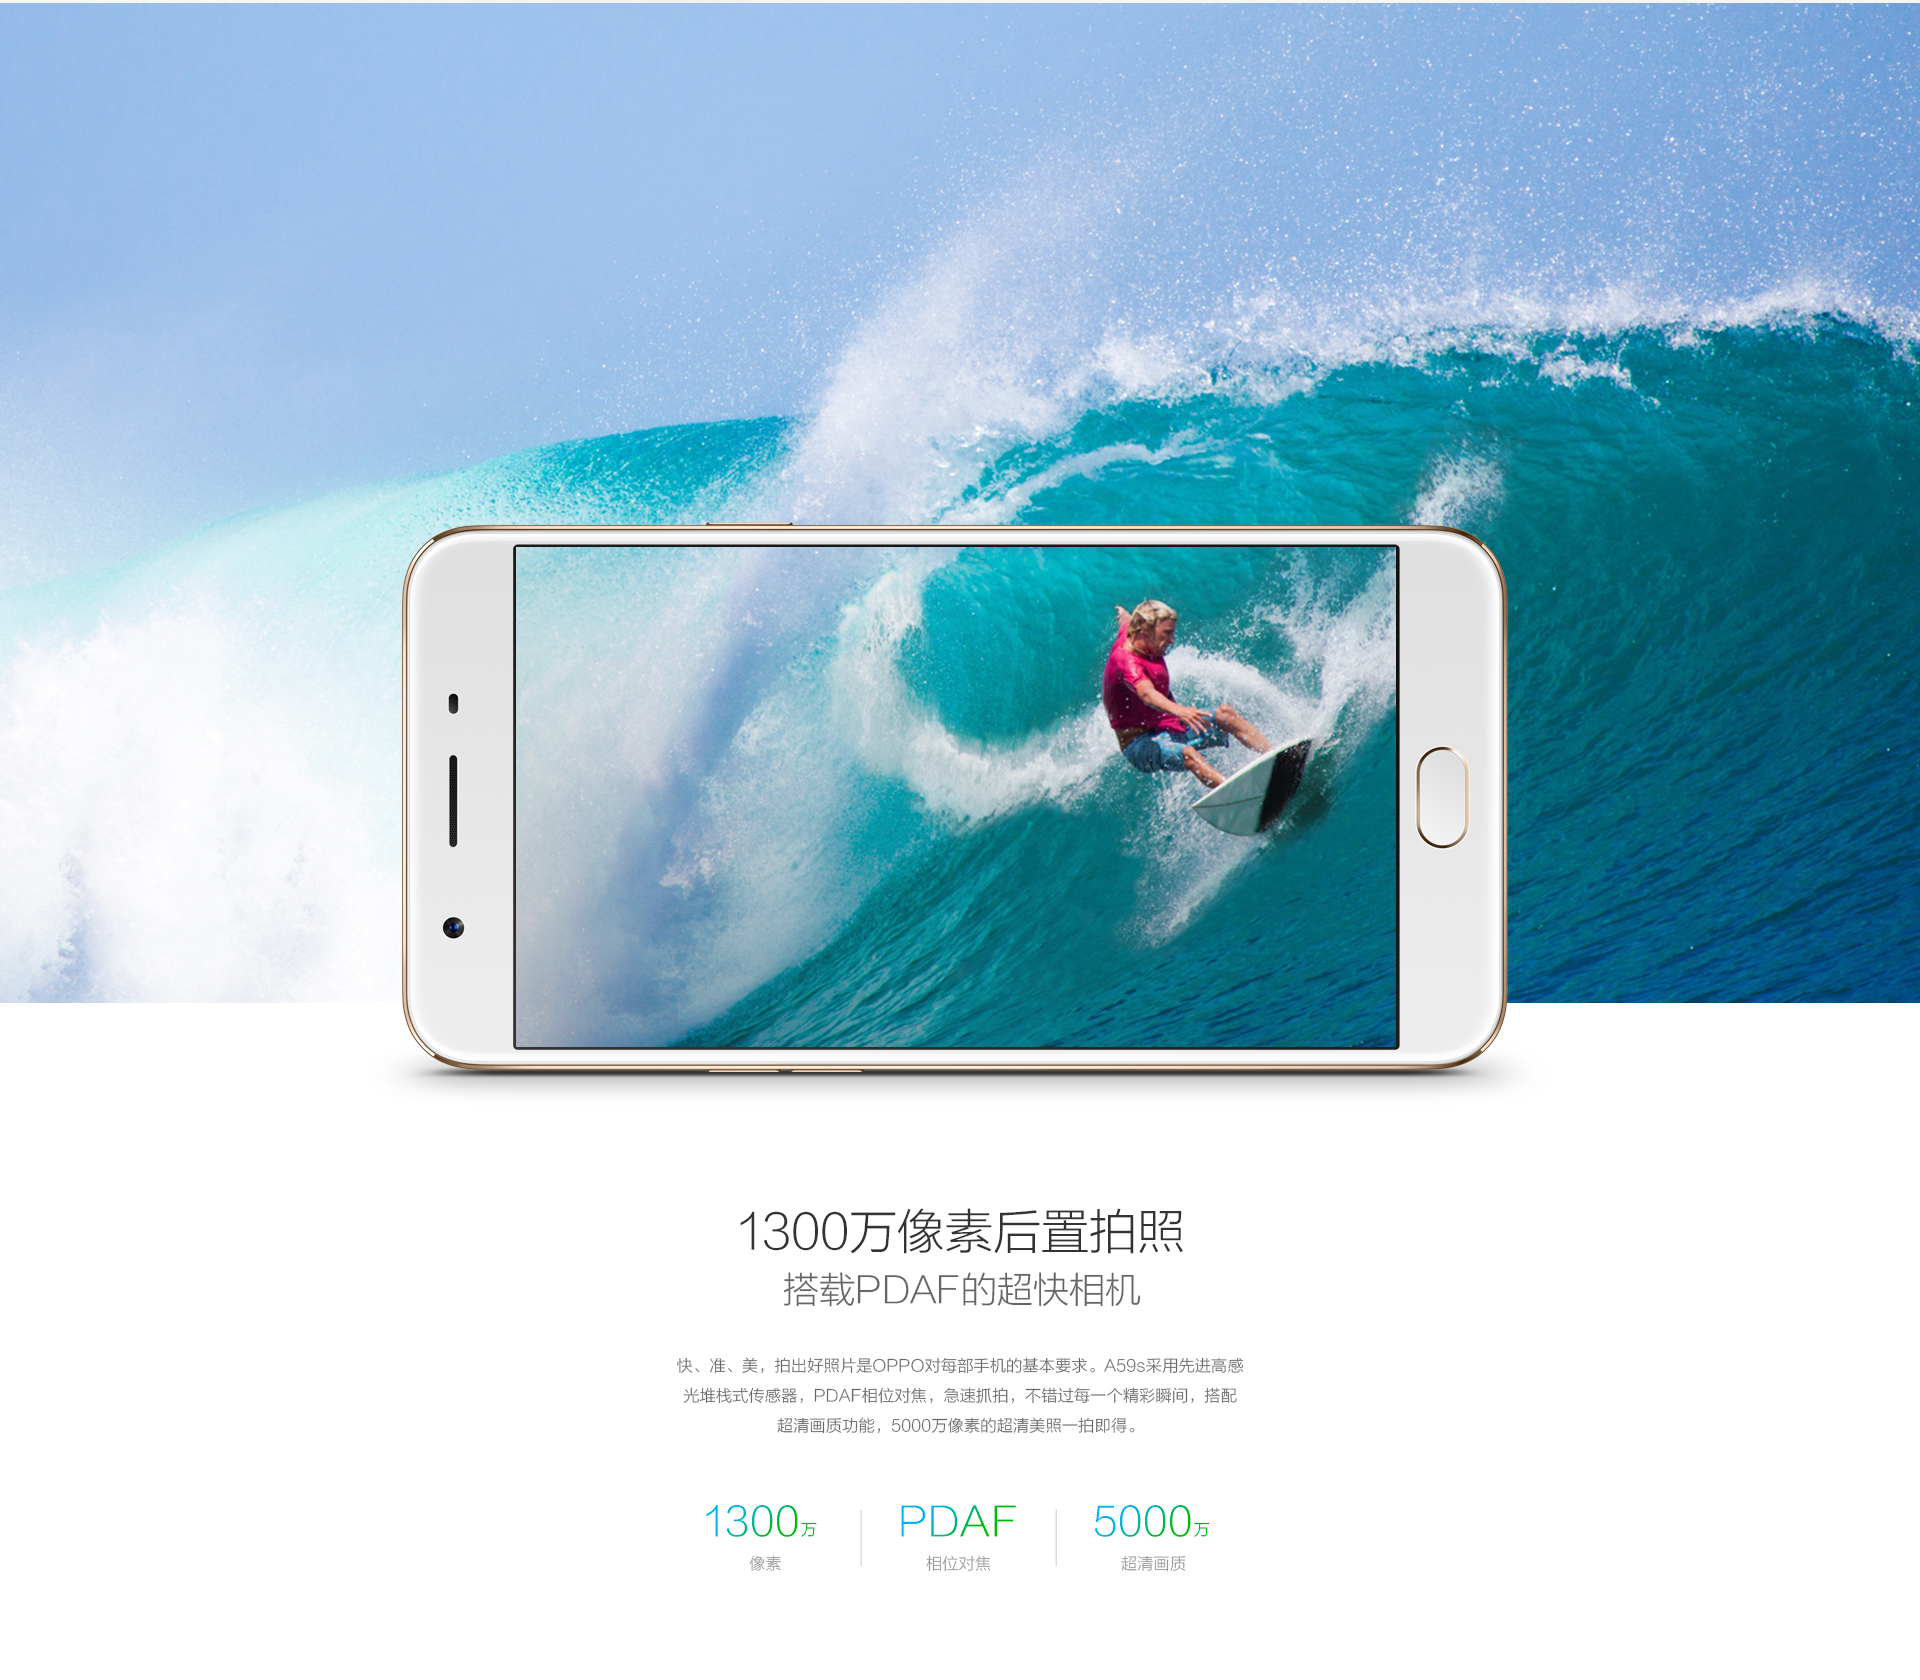 1300万像素后置拍照
搭载PDAF的超快相机
快、准、美，拍出好照片是OPPO对每部手机的基本要求。A59s采用先进高感
光堆栈式传感器，PDAF相位对焦，急速抓拍，不错过每一个精彩瞬间，搭配
超清画质功能，5000万像素的超清美照一拍即得。
1300万
像素
PDAF
相位对焦
5000万
超清画质